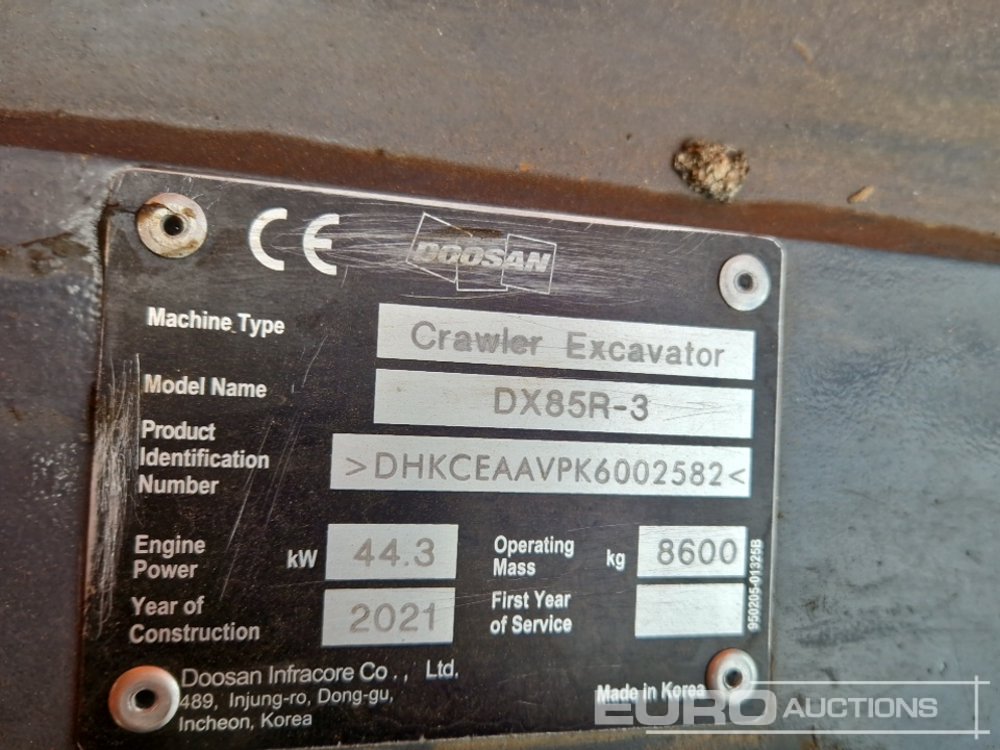 CE DOOSAN
Machine Type Crawler Excavator
Model Name DX85R-3
Product
Identification
Number >DHKCEAAVPK6002582<
Engine
Power kW 44.3
Operating
Mass kg 8600
Year of
Construction 2021
First Year
of Service
950205-01325B
Doosan Infracore Co., Ltd.
489, Injung-ro, Dong-gu,
Incheon, Korea
Made in Korea
EURO AUCTIONS